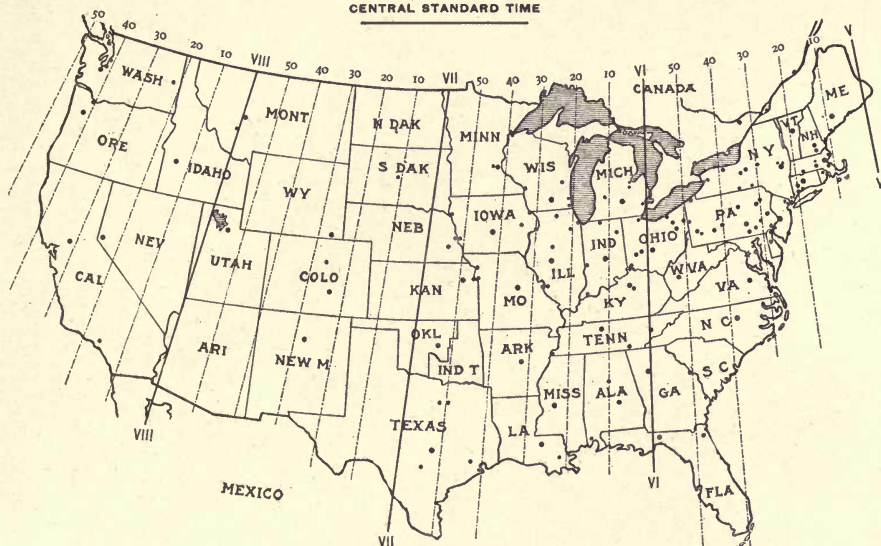 CENTRAL STANDARD TIME
50 40 30 20 10 VIII 50 40 30 20 10 VII 50 40 30 20 10 VI 50 40 30 20 10 V
CANADA
WASH
MONT
N DAK
MINN
ME
VT
NH
ORE
IDAHO
S DAK
WIS
MICH
N Y
WY
IOWA
PA
NEB
NEV
UTAH
COLO
ILL
IND
OHIO
W VA
CAL
KAN
MO
KY
VA
N C
TENN
ARI
NEW M
OKL
IND T
ARK
S C
MISS
ALA
GA
TEXAS
LA
VIII
MEXICO
VI
FLA
VII